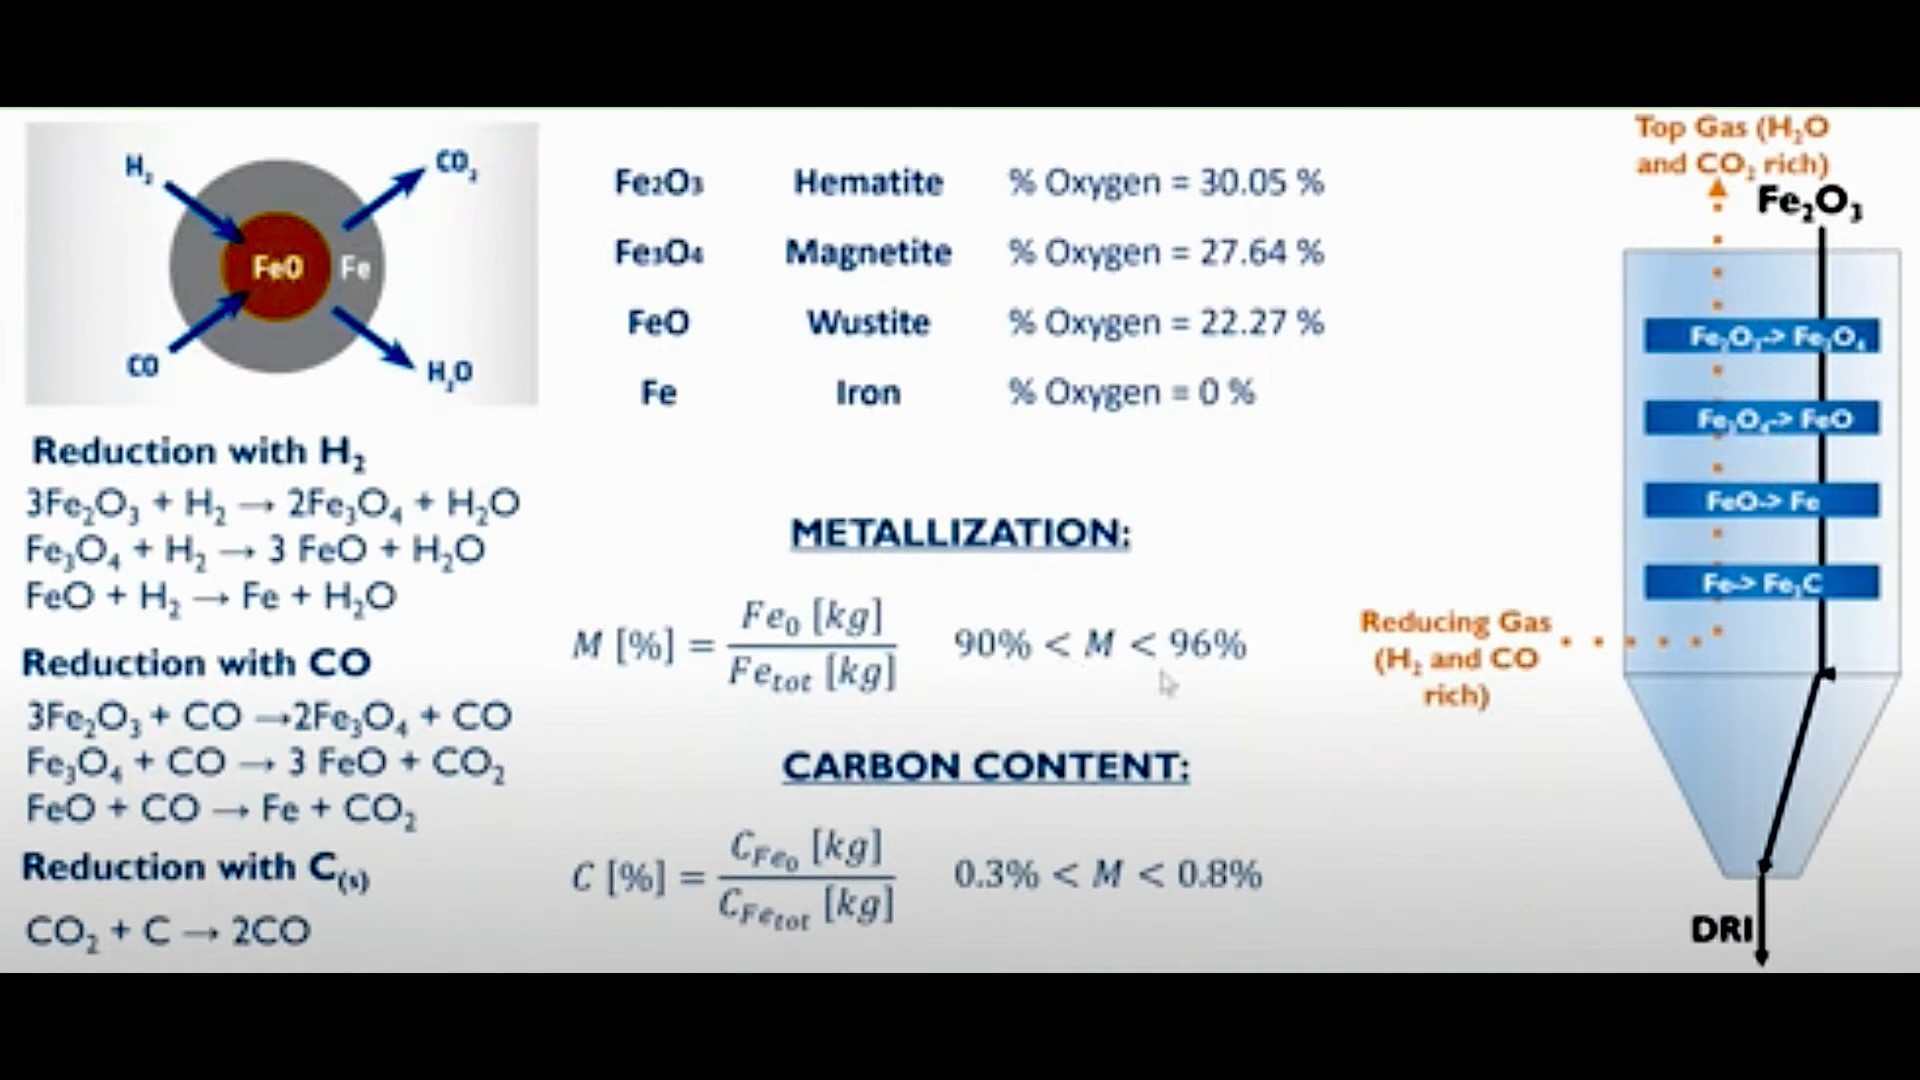 H₂
CO₂
FeO
Fe
CO
H₂O
Reduction with H₂
3Fe₂O₃ + H₂ → 2Fe₃O₄ + H₂O
Fe₃O₄ + H₂ → 3 FeO + H₂O
FeO + H₂ → Fe + H₂O
Reduction with CO
3Fe₂O₃ + CO →2Fe₃O₄ + CO
Fe₃O₄ + CO → 3 FeO + CO₂
FeO + CO → Fe + CO₂
Reduction with C₍ₛ₎
CO₂ + C → 2CO
Fe₂O₃ Hematite % Oxygen = 30.05 %
Fe₃O₄ Magnetite % Oxygen = 27.64 %
FeO Wustite % Oxygen = 22.27 %
Fe Iron % Oxygen = 0 %
METALLIZATION:
M [%] = Fe₀ [kg] / Fe_tot [kg] 90% < M < 96%
CARBON CONTENT:
C [%] = C_Fe₀ [kg] / C_Fe_tot [kg] 0.3% < M < 0.8%
Top Gas (H₂O
and CO₂ rich)
Fe₂O₃
Fe₂O₃-> Fe₃O₄
Fe₃O₄-> FeO
FeO-> Fe
Fe-> Fe₃C
Reducing Gas
(H₂ and CO
rich)
DRI